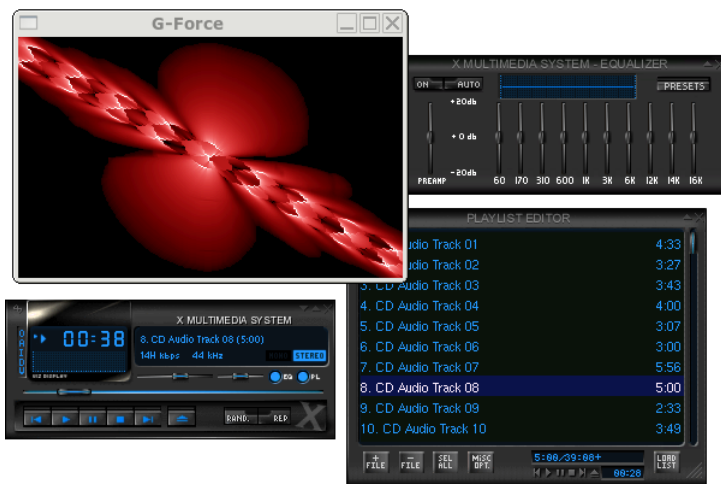 G-Force
X MULTIMEDIA SYSTEM - EQUALIZER
ON AUTO PRESETS
+20db
+0 db
-20db
PREAMP 60 170 310 600 1K 3K 6K 12K 14K 16K
PLAYLIST EDITOR
Audio Track 01 4:33
Audio Track 02 3:27
3. CD Audio Track 03 3:43
4. CD Audio Track 04 4:00
5. CD Audio Track 05 3:07
6. CD Audio Track 06 3:00
7. CD Audio Track 07 5:56
8. CD Audio Track 08 5:00
9. CD Audio Track 09 2:33
10. CD Audio Track 10 3:49
+ FILE - FILE SEL ALL MISC OPT. 5:00/39:08+ LOAD LIST
00:28
X MULTIMEDIA SYSTEM
O A I D V
00:38
8. CD Audio Track 08 (5:00)
14H kbps 44 kHz STEREO
EQ PL
RAND. REP X